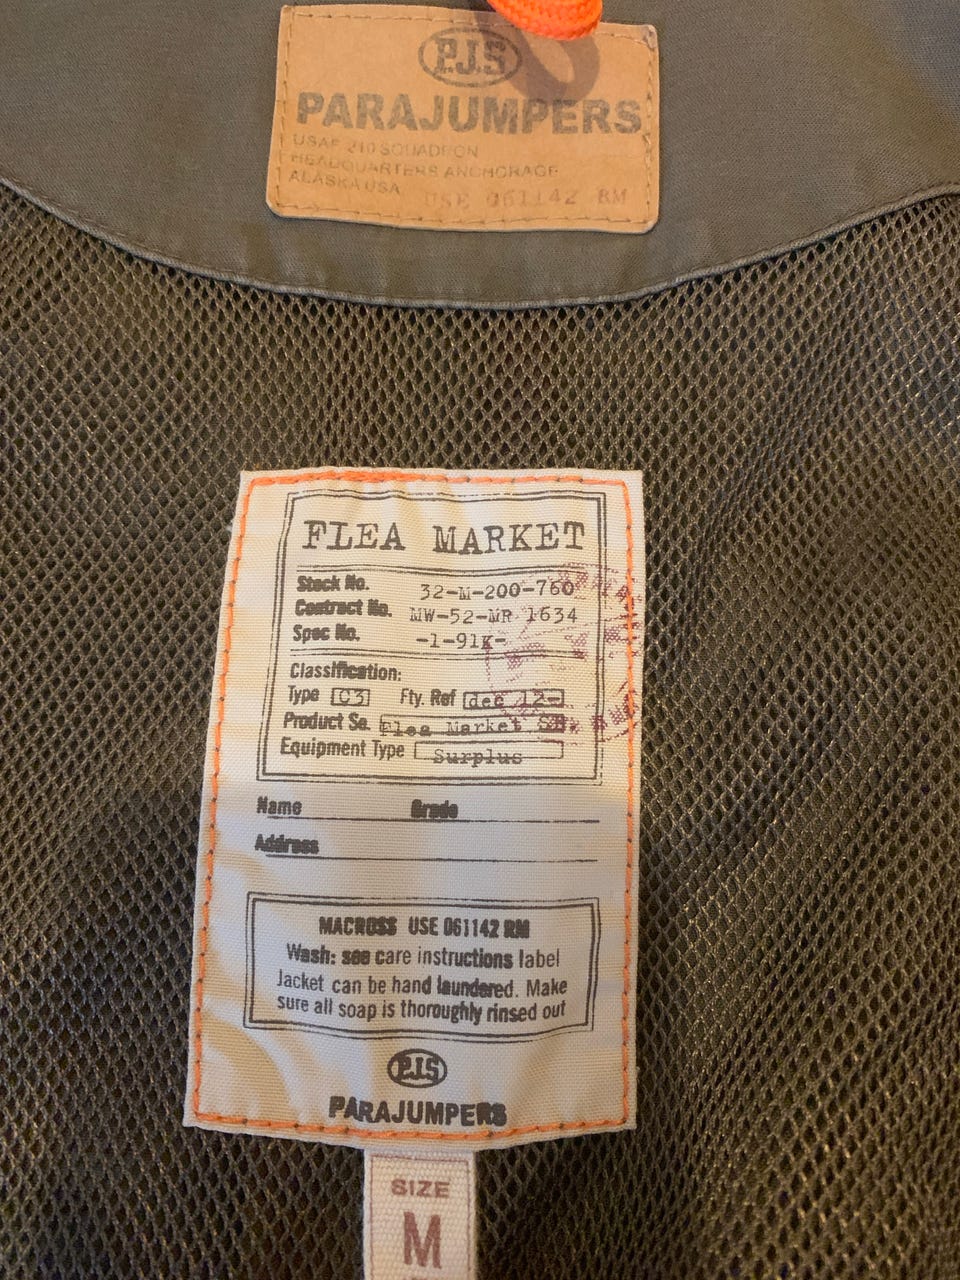 P.J.S
PARAJUMPERS
USAF 210 SQUADRON
HEADQUARTERS ANCHORAGE
ALASKA USA USE 061142 RM
FLEA MARKET
Stock No. 32-M-200-760
Contract No. MW-52-MR 1634
Spec No. -1-91K-
Classification:
Type C3 Fty. Ref dec 12-
Product Se. Flea Market
Equipment Type Surplus
Name Grade
Address
MACROSS USE 061142 RM
Wash: see care instructions label
Jacket can be hand laundered. Make
sure all soap is thoroughly rinsed out
P.J.S
PARAJUMPERS
SIZE
M